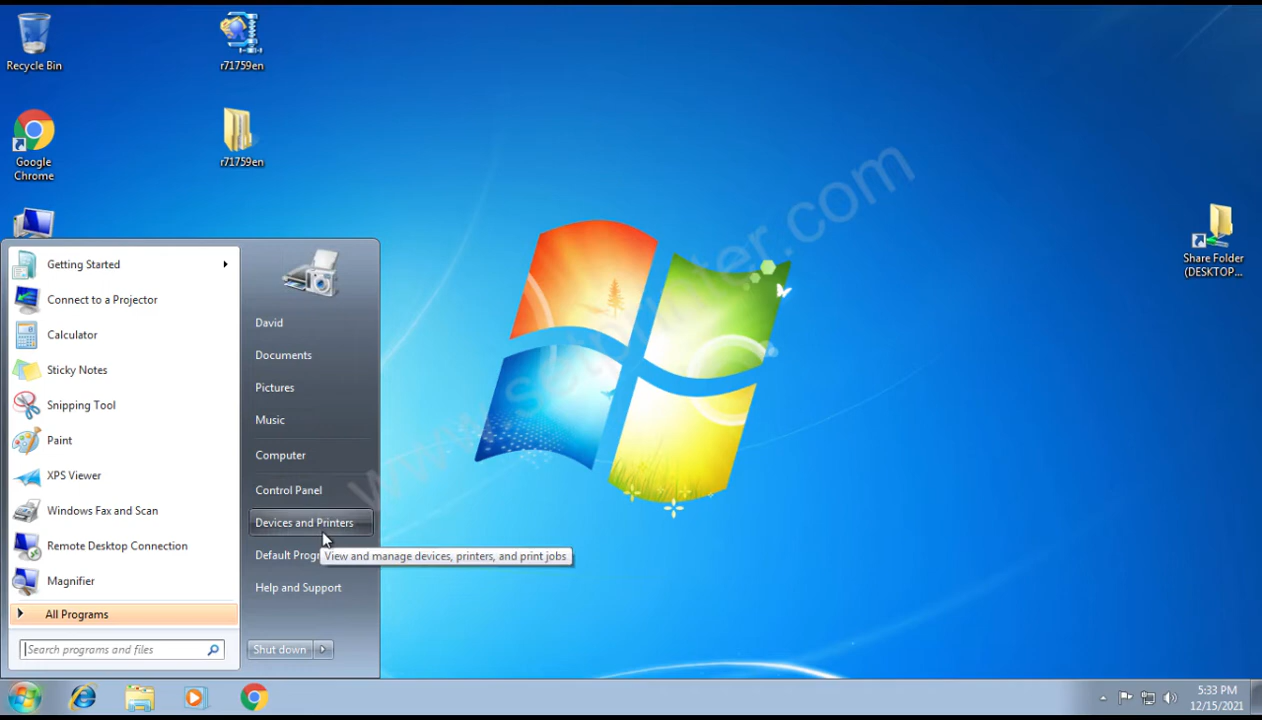 Recycle Bin
r71759en
Google
Chrome
r71759en
Share Folder
(DESKTOP...
Getting Started
Connect to a Projector
Calculator
Sticky Notes
Snipping Tool
Paint
XPS Viewer
Windows Fax and Scan
Remote Desktop Connection
Magnifier
All Programs
Search programs and files
David
Documents
Pictures
Music
Computer
Control Panel
Devices and Printers
View and manage devices, printers, and print jobs
Default Progr
Help and Support
Shut down
5:33 PM
12/15/2021